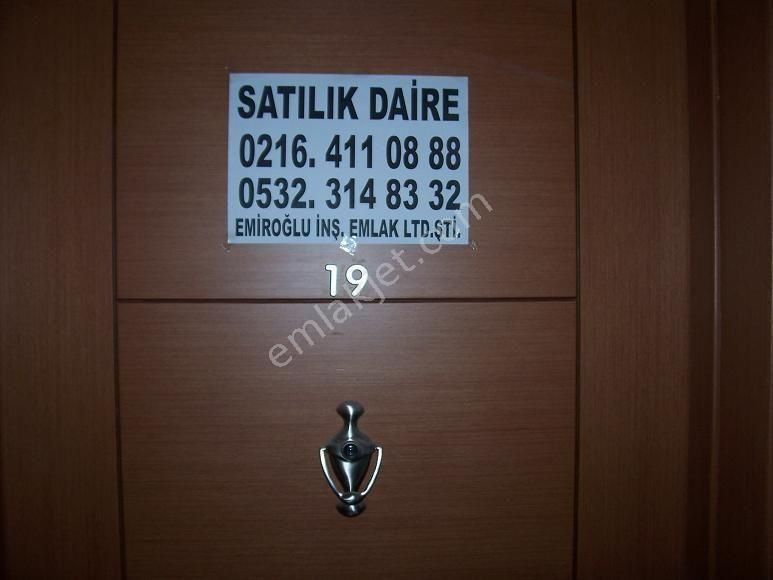 SATILIK DAİRE
0216. 411 08 88
0532. 314 83 32
EMİROĞLU İNŞ. EMLAK LTD.ŞTİ.
19
emlakjet.com